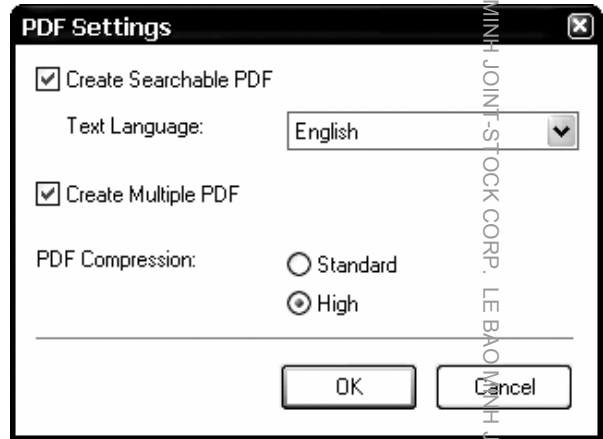 PDF Settings
Create Searchable PDF
Text Language:
English
Create Multiple PDF
PDF Compression:
Standard
High
OK
Cancel
MINH JOINT-STOCK CORP. LE BAO MINH J